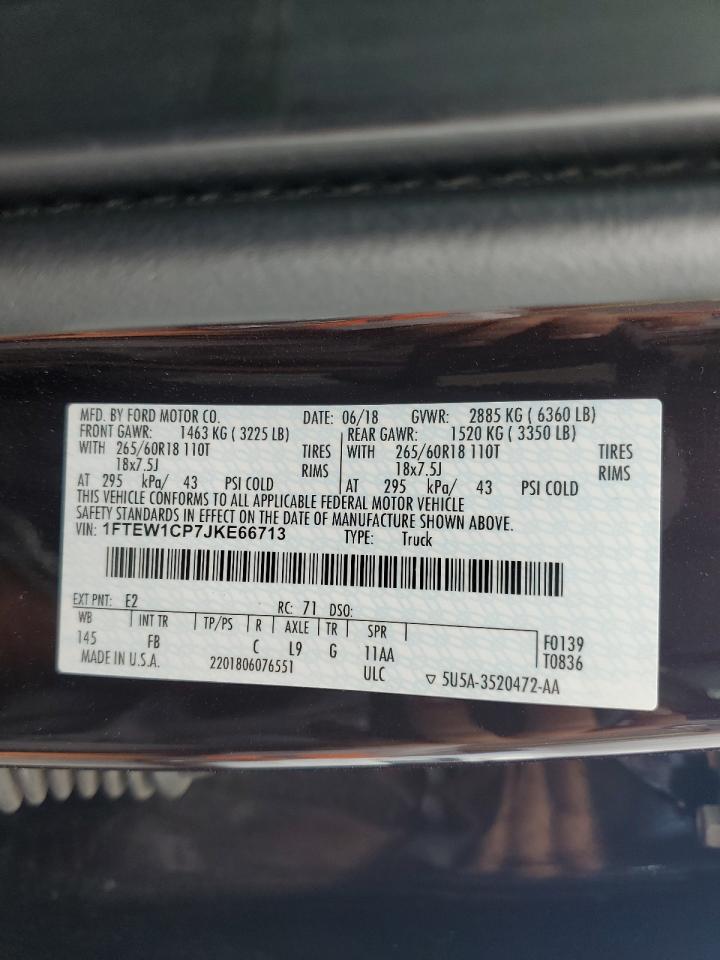 MFD. BY FORD MOTOR CO. DATE: 06/18 GVWR: 2885 KG ( 6360 LB)
FRONT GAWR: 1463 KG ( 3225 LB) REAR GAWR: 1520 KG ( 3350 LB)
WITH 265/60R18 110T TIRES WITH 265/60R18 110T TIRES
18x7.5J RIMS 18x7.5J RIMS
AT 295 kPa/ 43 PSI COLD AT 295 kPa/ 43 PSI COLD
THIS VEHICLE CONFORMS TO ALL APPLICABLE FEDERAL MOTOR VEHICLE
SAFETY STANDARDS IN EFFECT ON THE DATE OF MANUFACTURE SHOWN ABOVE.
VIN: 1FTEW1CP7JKE66713 TYPE: Truck
EXT PNT: E2 RC: 71 DSO:
WB INT TR TP/PS R AXLE TR SPR
145 FB C L9 G 11AA F0139
MADE IN U.S.A. 2201806076551 ULC T0836
▽ 5U5A-3520472-AA